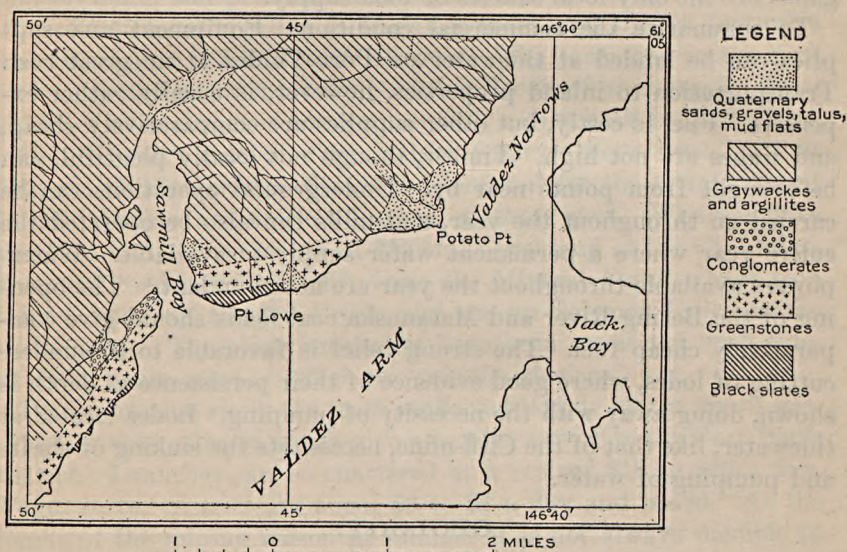 50'
45'
146°40'
61°
05'
Valdez Narrows
Sawmill Bay
Potato Pt
Pt Lowe
Jack
Bay
VALDEZ ARM
50'
45'
146°40'
0
2 MILES
LEGEND
Quaternary
sands, gravels, talus,
mud flats
Graywackes
and argillites
Conglomerates
Greenstones
Black slates